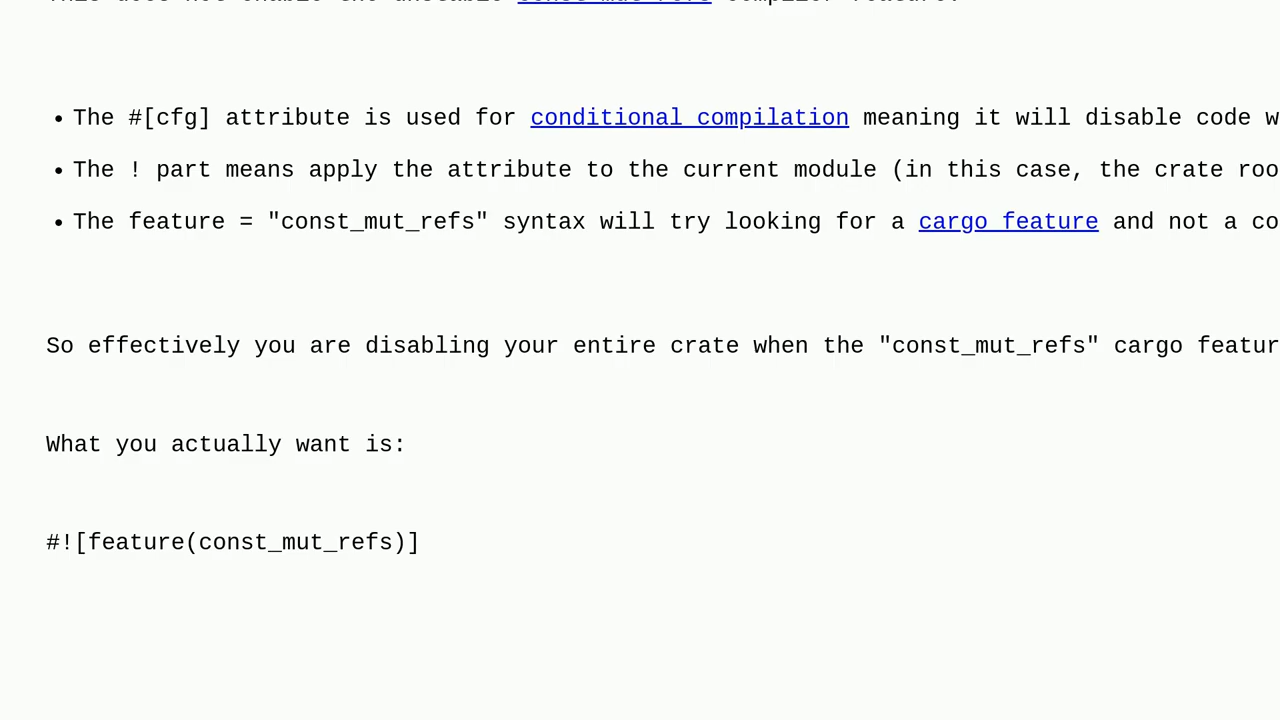 • The #[cfg] attribute is used for conditional compilation meaning it will disable code
• The ! part means apply the attribute to the current module (in this case, the crate
• The feature = "const_mut_refs" syntax will try looking for a cargo feature and not a
So effectively you are disabling your entire crate when the "const_mut_refs" cargo
What you actually want is:
#![feature(const_mut_refs)]